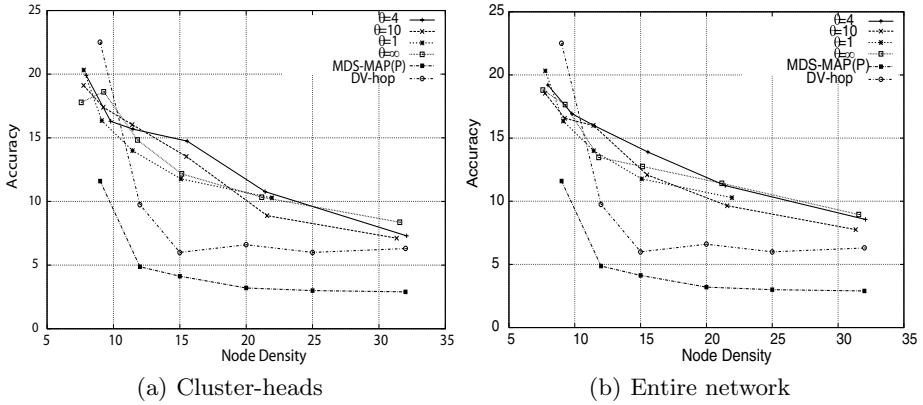 25
20
15
10
5
0
Accuracy
5 10 15 20 25 30 35
Node Density
θ=4
θ=10
θ=1
θ=∞
MDS-MAP(P)
DV-hop
(a) Cluster-heads
25
20
15
10
5
0
Accuracy
5 10 15 20 25 30 35
Node Density
θ=4
θ=10
θ=1
θ=∞
MDS-MAP(P)
DV-hop
(b) Entire network